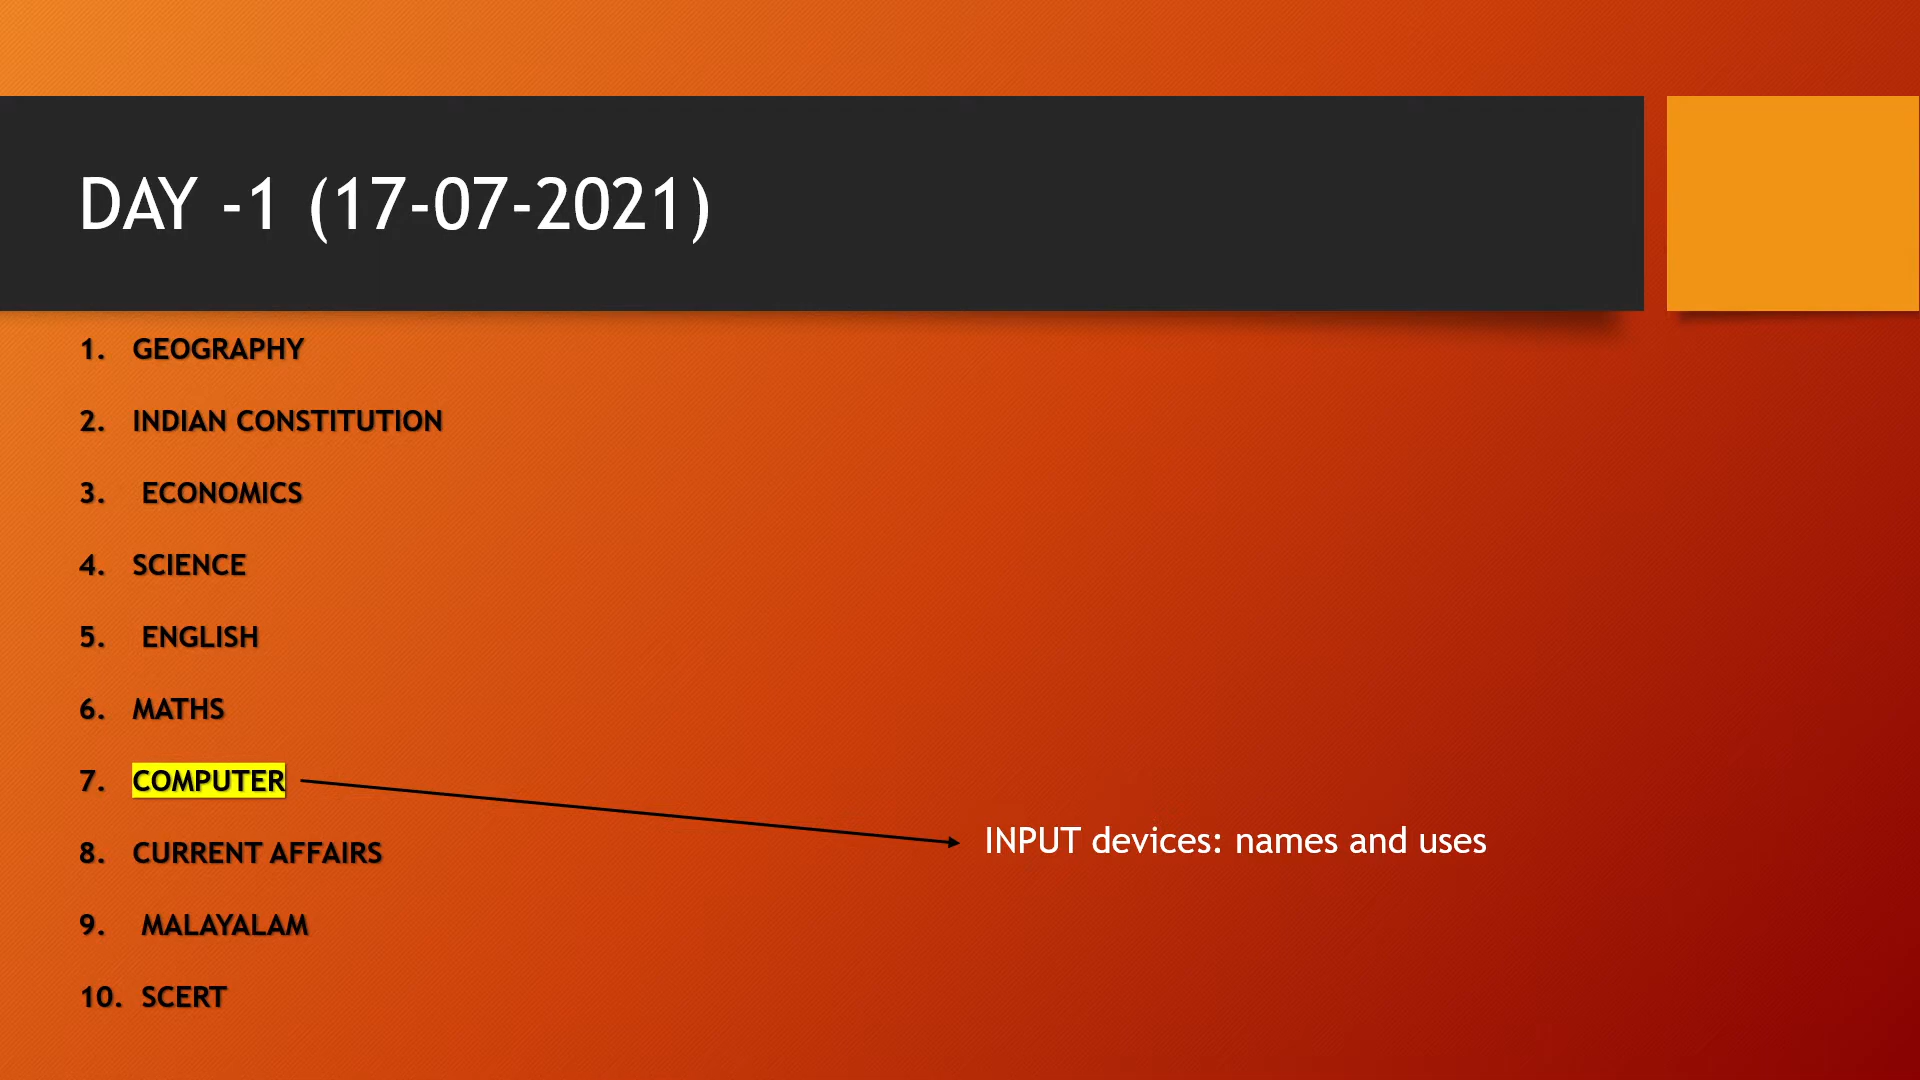 DAY -1 (17-07-2021)
1. GEOGRAPHY
2. INDIAN CONSTITUTION
3. ECONOMICS
4. SCIENCE
5. ENGLISH
6. MATHS
7. COMPUTER
INPUT devices: names and uses
8. CURRENT AFFAIRS
9. MALAYALAM
10. SCERT